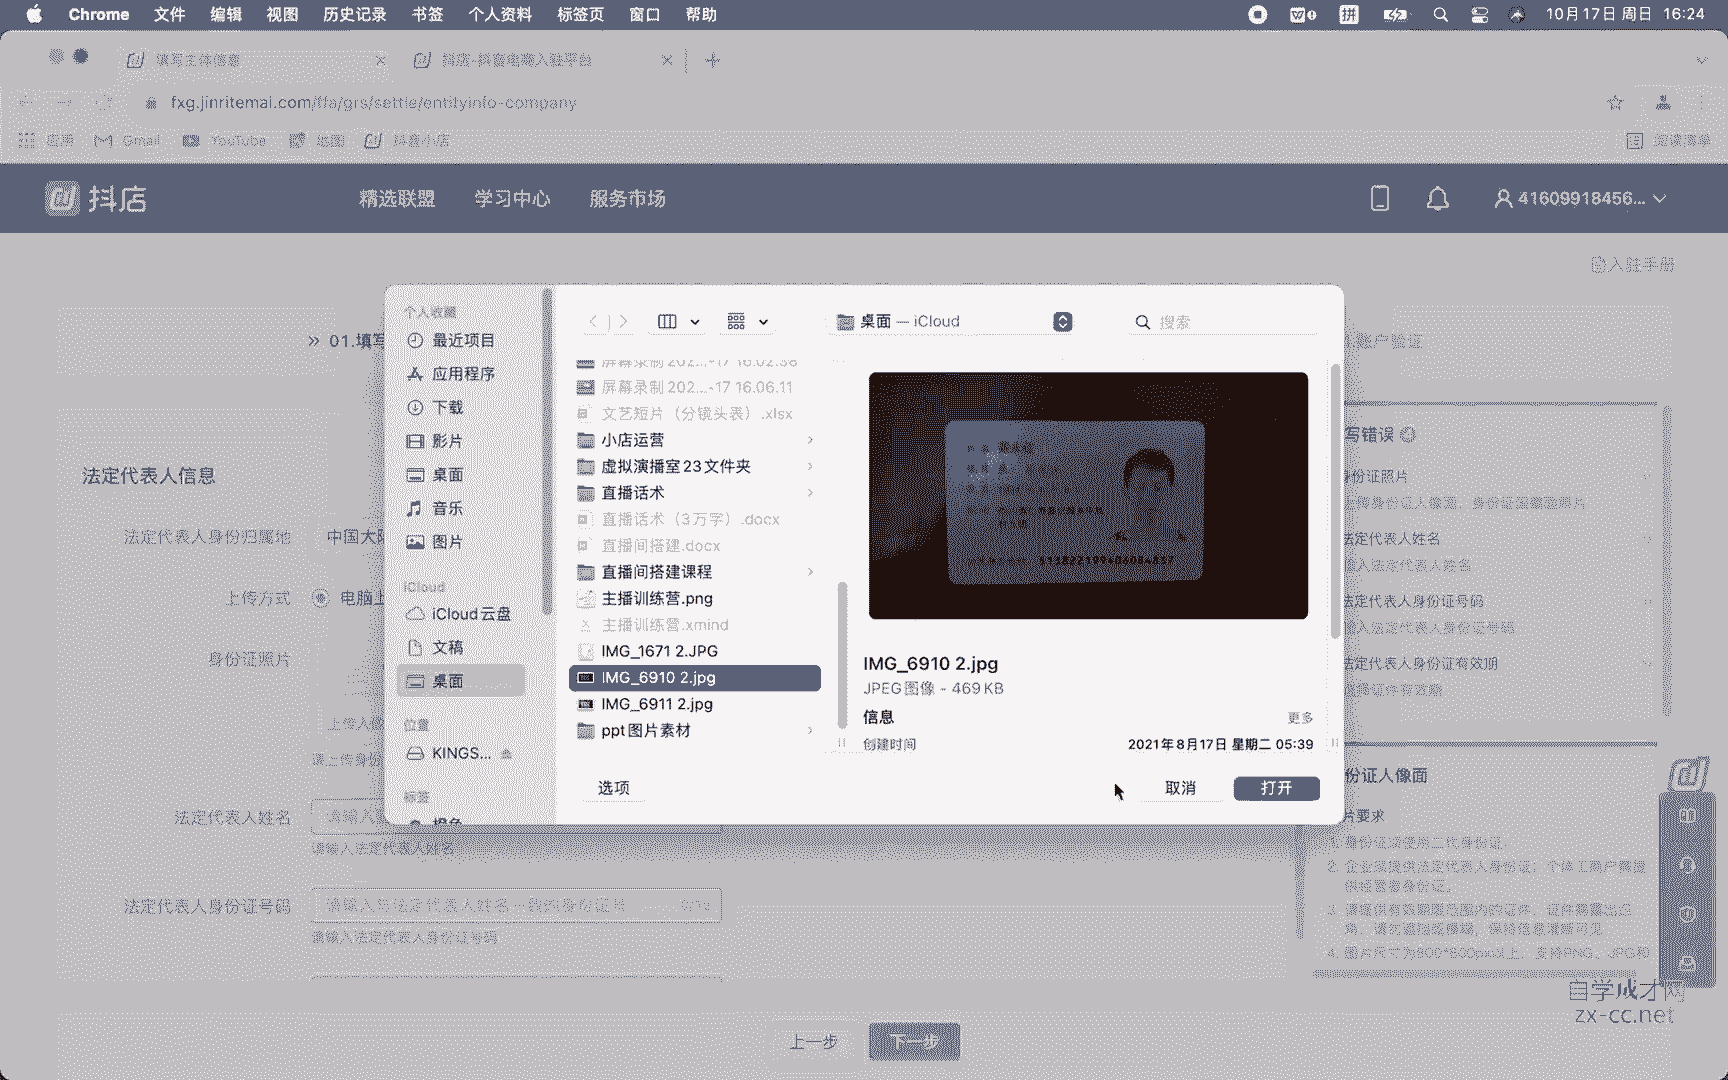 Chrome 文件 编辑 视图 历史记录 书签 个人资料 标签页 窗口 帮助
10月17日 周日 16:24
填写主体信息
抖店-抖音电商入驻平台
fxg.jinritemai.com/ffa/grs/settle/entityinfo-company
应用 Gmail YouTube 地图 抖音小店
阅读清单
抖店 精选联盟 学习中心 服务市场
41609918456...
入驻手册
01.填写
账户验证
个人收藏
最近项目
应用程序
下载
影片
桌面
音乐
图片
iCloud
iCloud云盘
文稿
桌面
位置
KINGS...
标签
橙色
桌面 — iCloud
搜索
屏幕录制 202...-17 16.02.38
屏幕录制 202...-17 16.06.11
文艺短片（分镜头表）.xlsx
小店运营
虚拟演播室23文件夹
直播话术
直播话术（3万字）.docx
直播间搭建.docx
直播间搭建课程
主播训练营.png
主播训练营.xmind
IMG_1671 2.JPG
IMG_6910 2.jpg
IMG_6911 2.jpg
ppt图片素材
IMG_6910 2.jpg
JPEG图像 - 469 KB
信息
更多
创建时间
2021年8月17日 星期二 05:39
选项
取消
打开
法定代表人信息
法定代表人身份归属地
中国大陆
上传方式
电脑上
身份证照片
上传人像
请上传身份
法定代表人姓名
请输入法定代表人姓名
法定代表人身份证号码
请输入与法定代表人姓名一致的身份证号
请输入法定代表人身份证号码
写错误
身份证照片
上传身份证人像面、身份证国徽面照片
法定代表人姓名
输入法定代表人姓名
法定代表人身份证号码
输入法定代表人身份证号码
法定代表人身份证有效期
选择证件有效期
份证人像面
片要求
1. 身份证须使用二代身份证。
2. 企业须提供法定代表人身份证；个体工商户需提供经营者身份证。
3. 请提供有效期限范围内的证件，证件需露出四角，请勿遮挡或模糊，保持信息清晰可见
4. 图片尺寸为800*800px以上，支持PNG、JPG和
上一步
下一步
自学成才网
zx-cc.net